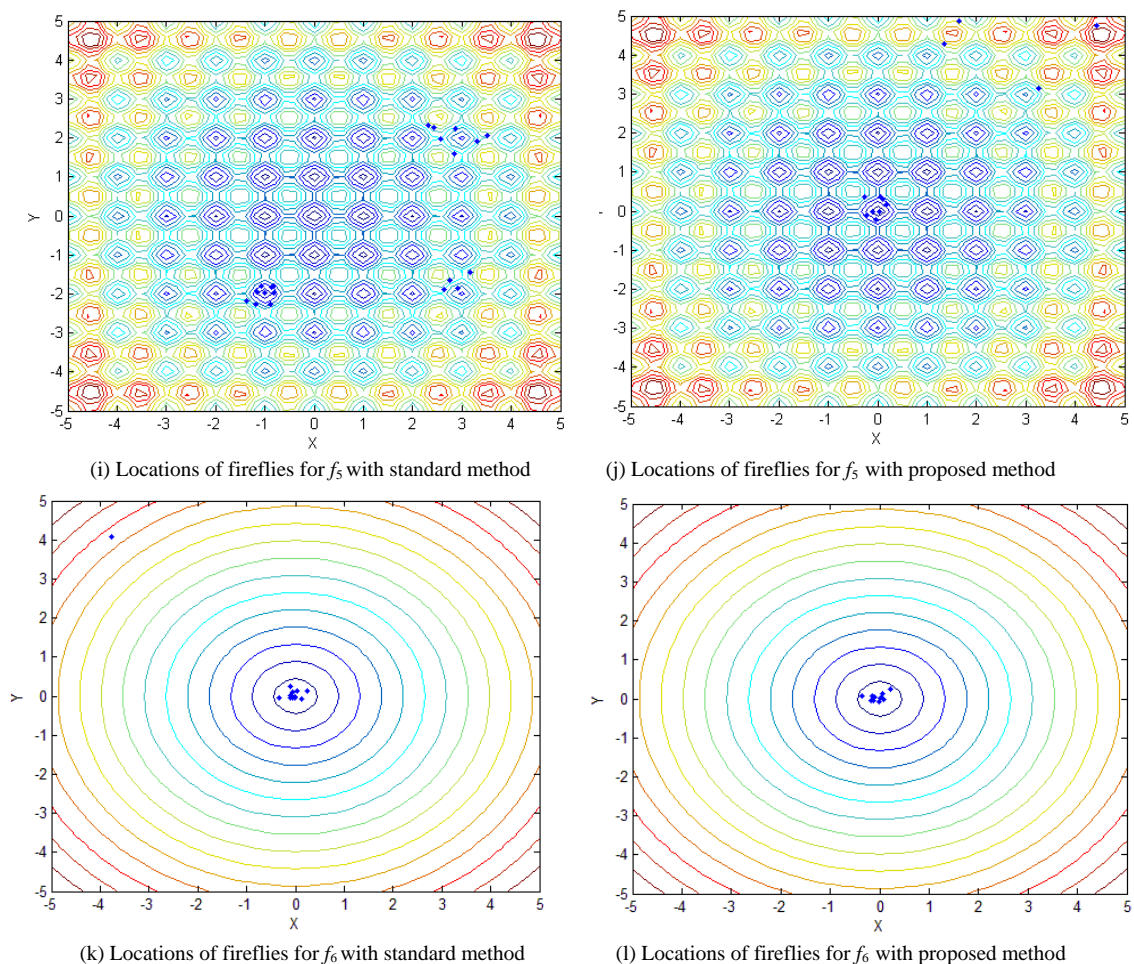 5
4
3
2
1
0
-1
-2
-3
-4
-5
Y
-5 -4 -3 -2 -1 0 1 2 3 4 5
X
5
4
3
2
1
0
-1
-2
-3
-4
-5
-5 -4 -3 -2 -1 0 1 2 3 4 5
X
(i) Locations of fireflies for f5 with standard method
(j) Locations of fireflies for f5 with proposed method
5
4
3
2
1
0
-1
-2
-3
-4
-5
Y
-5 -4 -3 -2 -1 0 1 2 3 4 5
X
5
4
3
2
1
0
-1
-2
-3
-4
-5
Y
-5 -4 -3 -2 -1 0 1 2 3 4 5
X
(k) Locations of fireflies for f6 with standard method
(l) Locations of fireflies for f6 with proposed method